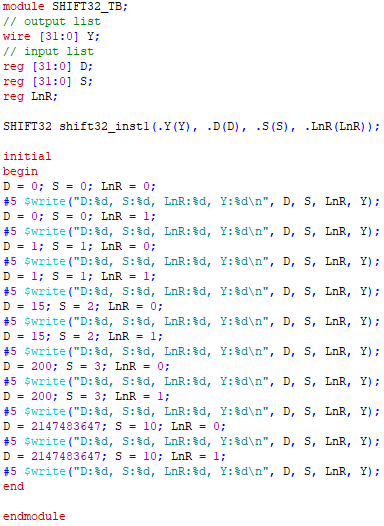 module SHIFT32_TB;
// output list
wire [31:0] Y;
// input list
reg [31:0] D;
reg [31:0] S;
reg LnR;

SHIFT32 shift32_inst1(.Y(Y), .D(D), .S(S), .LnR(LnR));

initial
begin
D = 0; S = 0; LnR = 0;
#5 $write("D:%d, S:%d, LnR:%d, Y:%d\n", D, S, LnR, Y);
D = 0; S = 0; LnR = 1;
#5 $write("D:%d, S:%d, LnR:%d, Y:%d\n", D, S, LnR, Y);
D = 1; S = 1; LnR = 0;
#5 $write("D:%d, S:%d, LnR:%d, Y:%d\n", D, S, LnR, Y);
D = 1; S = 1; LnR = 1;
#5 $write("D:%d, S:%d, LnR:%d, Y:%d\n", D, S, LnR, Y);
D = 15; S = 2; LnR = 0;
#5 $write("D:%d, S:%d, LnR:%d, Y:%d\n", D, S, LnR, Y);
D = 15; S = 2; LnR = 1;
#5 $write("D:%d, S:%d, LnR:%d, Y:%d\n", D, S, LnR, Y);
D = 200; S = 3; LnR = 0;
#5 $write("D:%d, S:%d, LnR:%d, Y:%d\n", D, S, LnR, Y);
D = 200; S = 3; LnR = 1;
#5 $write("D:%d, S:%d, LnR:%d, Y:%d\n", D, S, LnR, Y);
D = 2147483647; S = 10; LnR = 0;
#5 $write("D:%d, S:%d, LnR:%d, Y:%d\n", D, S, LnR, Y);
D = 2147483647; S = 10; LnR = 1;
#5 $write("D:%d, S:%d, LnR:%d, Y:%d\n", D, S, LnR, Y);
end

endmodule